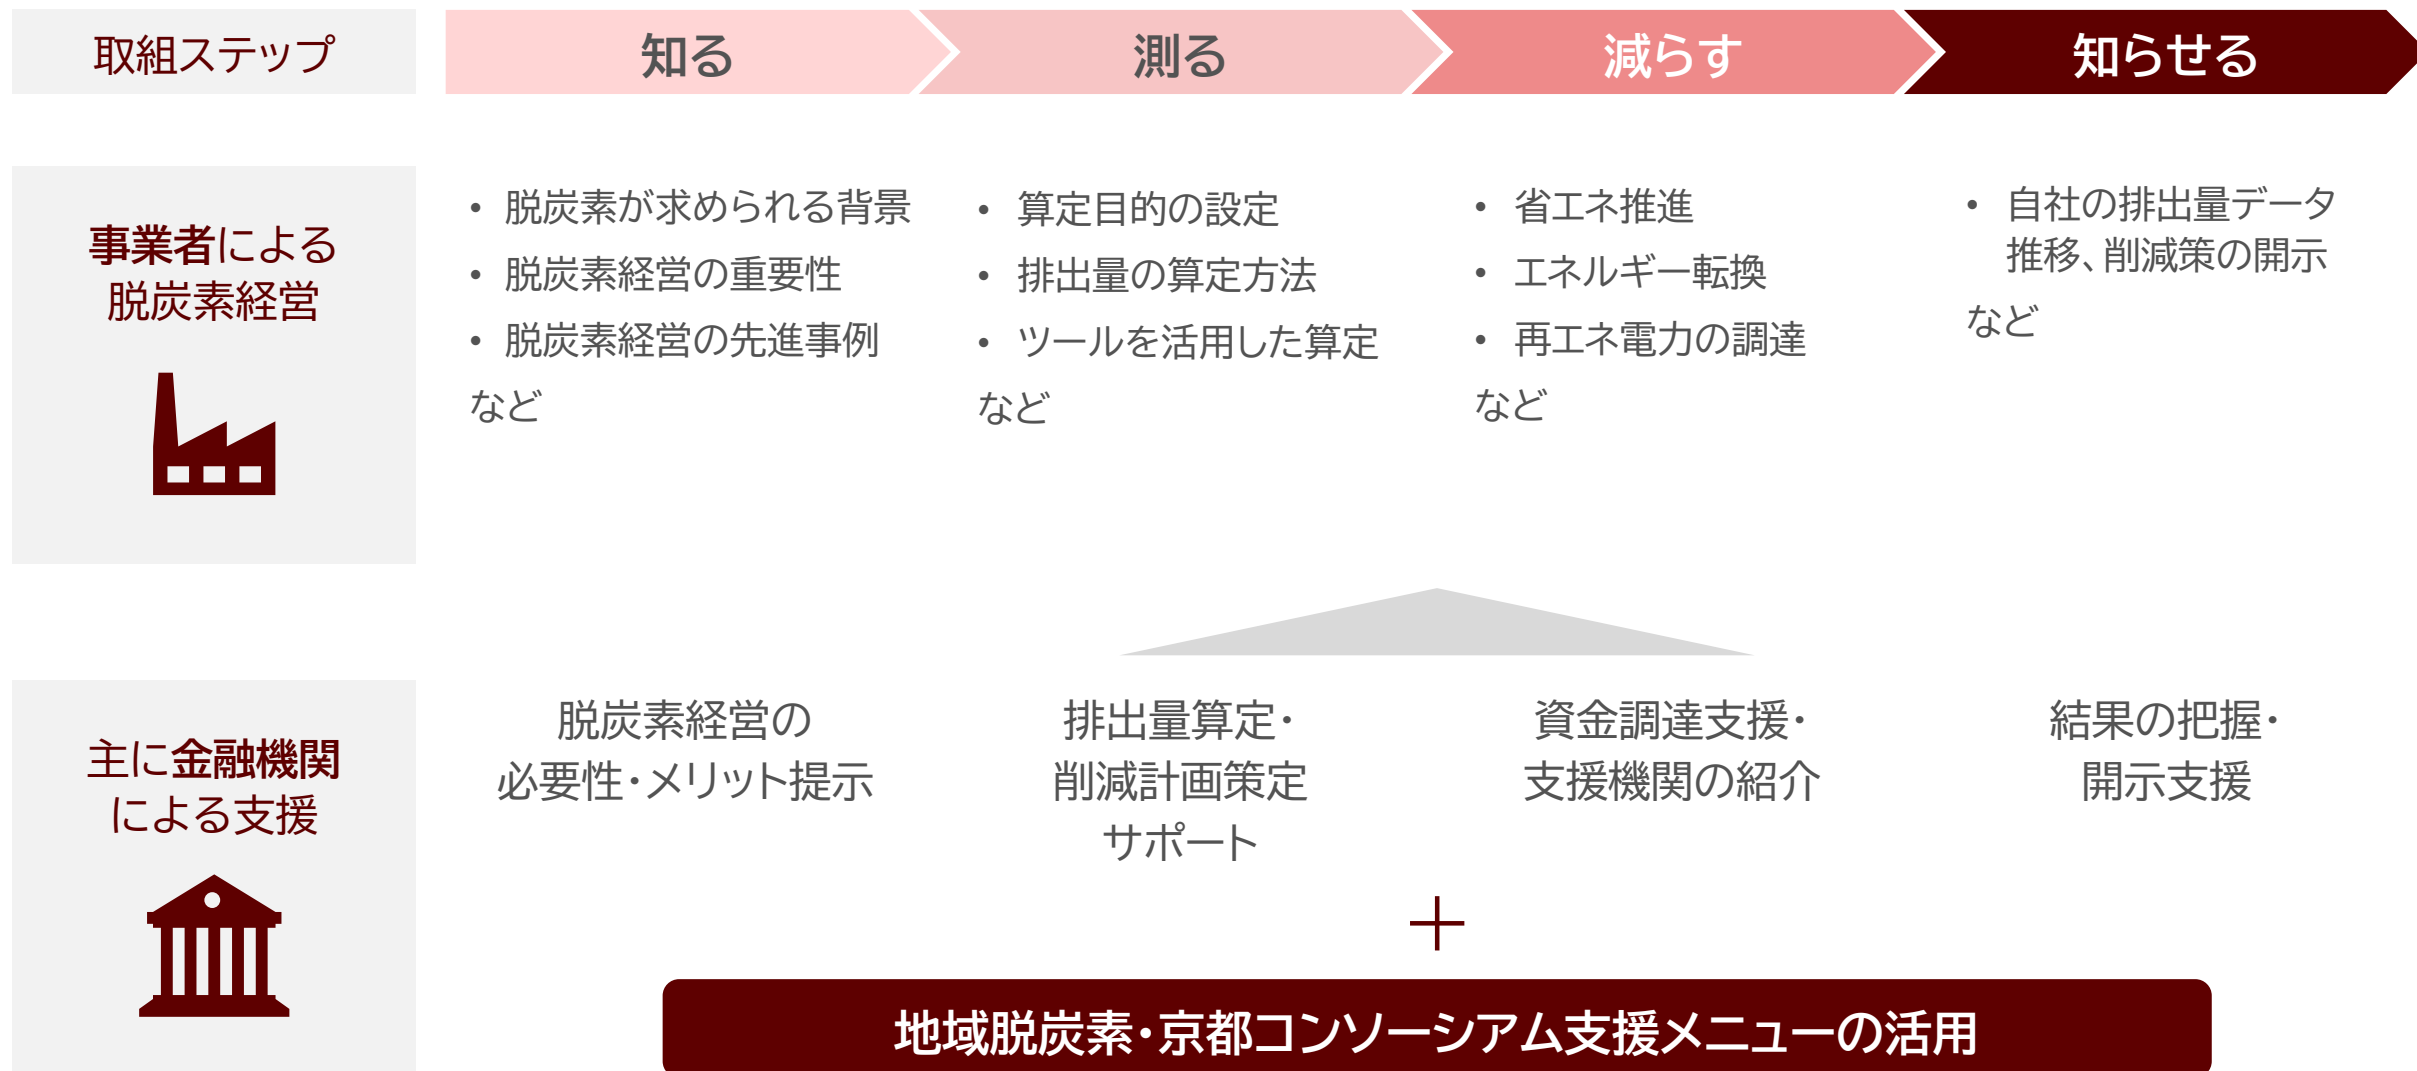 取組ステップ
知る
測る
減らす
知らせる
事業者による
脱炭素経営
• 脱炭素が求められる背景
• 脱炭素経営の重要性
• 脱炭素経営の先進事例
など
• 算定目的の設定
• 排出量の算定方法
• ツールを活用した算定
など
• 省エネ推進
• エネルギー転換
• 再エネ電力の調達
など
• 自社の排出量データ
推移、削減策の開示
など
主に金融機関
による支援
脱炭素経営の
必要性・メリット提示
排出量算定・
削減計画策定
サポート
資金調達支援・
支援機関の紹介
結果の把握・
開示支援
＋
地域脱炭素・京都コンソーシアム支援メニューの活用